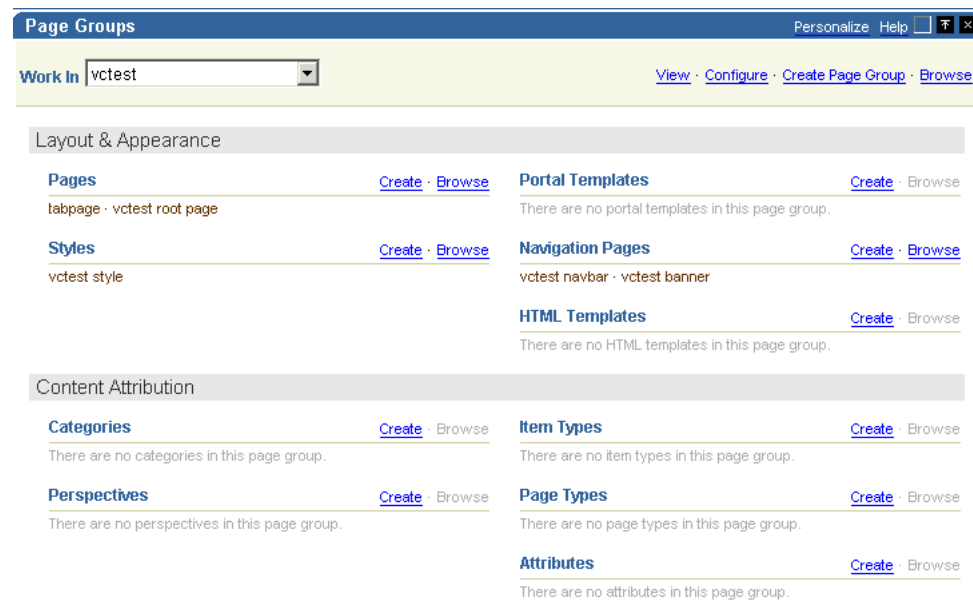 Page Groups Personalize Help
Work In vctest View · Configure · Create Page Group · Browse
Layout & Appearance
Pages Create · Browse
tabpage · vctest root page
Portal Templates Create · Browse
There are no portal templates in this page group.
Styles Create · Browse
vctest style
Navigation Pages Create · Browse
vctest navbar · vctest banner
HTML Templates Create · Browse
There are no HTML templates in this page group.
Content Attribution
Categories Create · Browse
There are no categories in this page group.
Item Types Create · Browse
There are no item types in this page group.
Perspectives Create · Browse
There are no perspectives in this page group.
Page Types Create · Browse
There are no page types in this page group.
Attributes Create · Browse
There are no attributes in this page group.